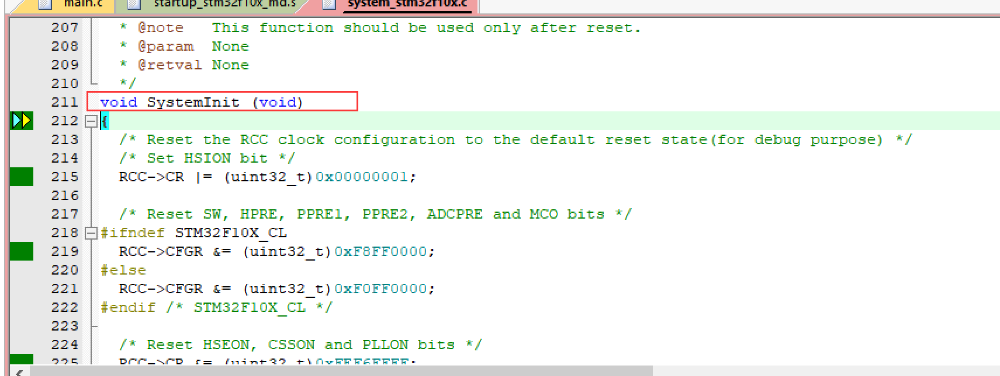 main.c startup_stm32f10x_md.s system_stm32f10x.c
207 * @note This function should be used only after reset.
208 * @param None
209 * @retval None
210 */
211 void SystemInit (void)
212 {
213 /* Reset the RCC clock configuration to the default reset state(for debug purpose) */
214 /* Set HSION bit */
215 RCC->CR |= (uint32_t)0x00000001;
216
217 /* Reset SW, HPRE, PPRE1, PPRE2, ADCPRE and MCO bits */
218 #ifndef STM32F10X_CL
219 RCC->CFGR &= (uint32_t)0xF8FF0000;
220 #else
221 RCC->CFGR &= (uint32_t)0xF0FF0000;
222 #endif /* STM32F10X_CL */
223
224 /* Reset HSEON, CSSON and PLLON bits */
225 RCC->CR &= (uint32_t)0xFEF6FFFF;